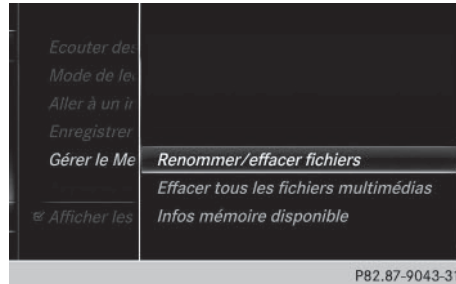 Ecouter des
Mode de le
Aller à un in
Enregistrer
Gérer le Me
Renommer/effacer fichiers
Effacer tous les fichiers multimédias
Afficher les
Infos mémoire disponible
P82.87-9043-31